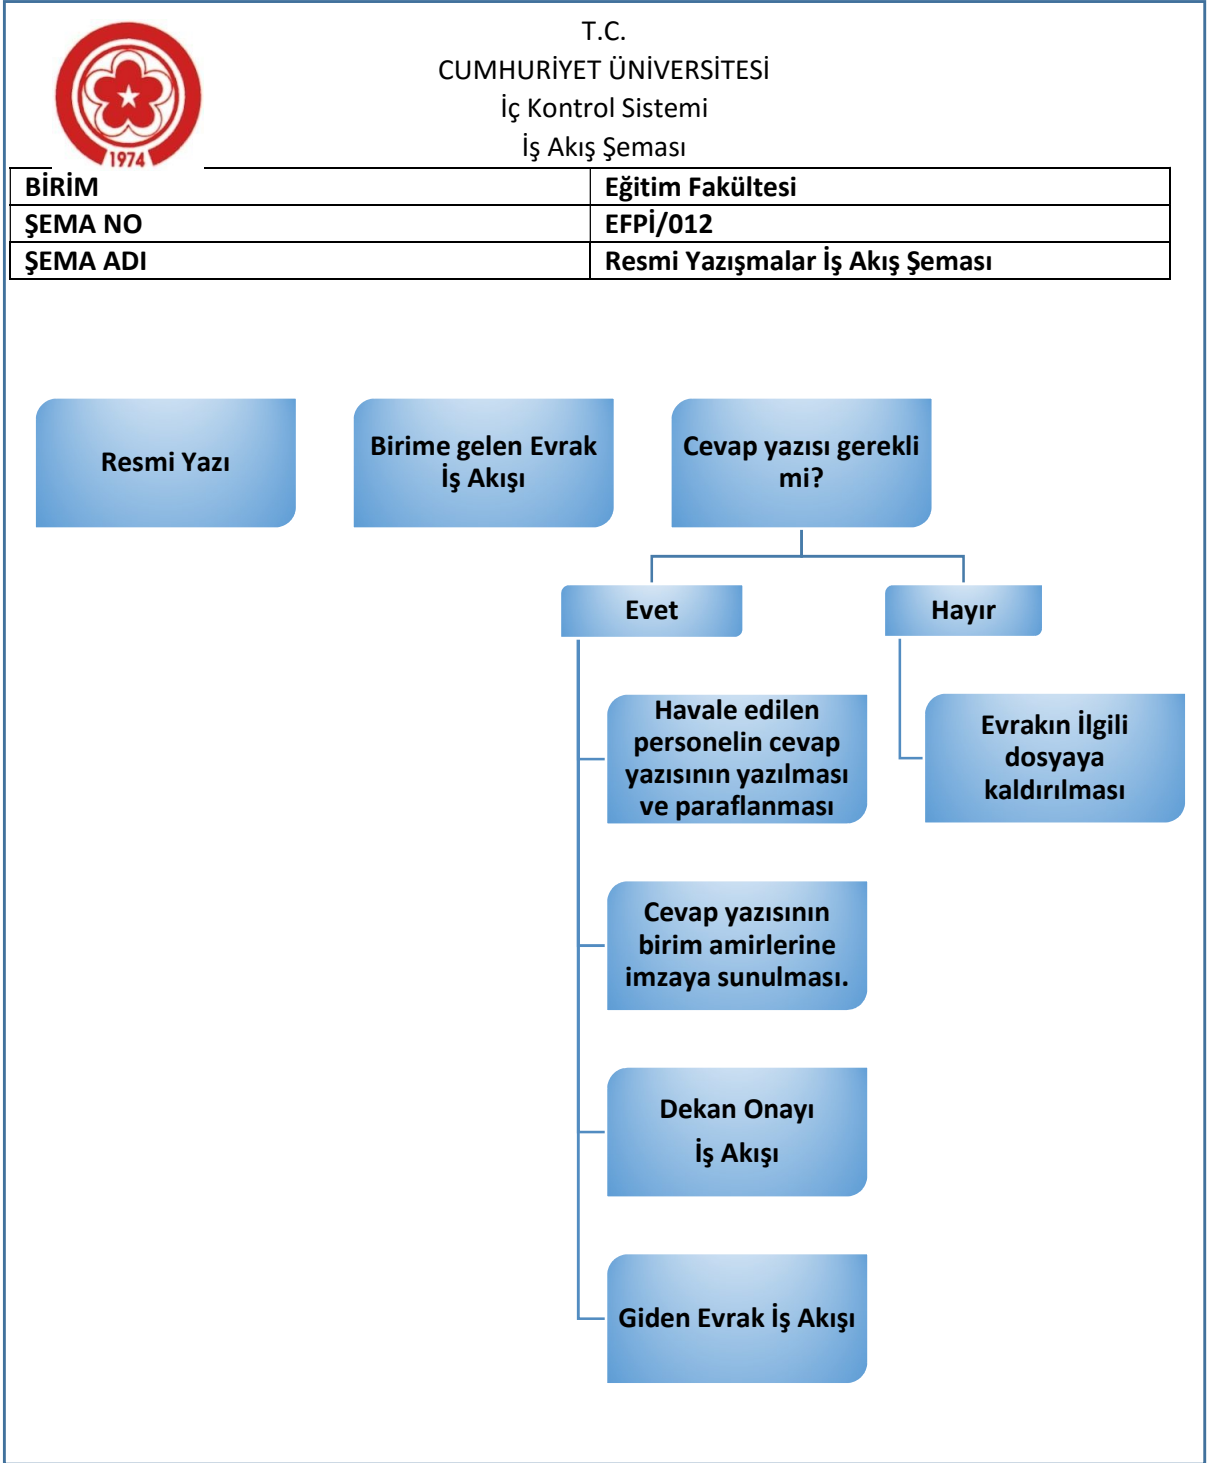 T.C.
CUMHURİYET ÜNİVERSİTESİ
İç Kontrol Sistemi
İş Akış Şeması
1974
BİRİM Eğitim Fakültesi
ŞEMA NO EFPİ/012
ŞEMA ADI Resmi Yazışmalar İş Akış Şeması
Resmi Yazı
Birime gelen Evrak
İş Akışı
Cevap yazısı gerekli
mi?
Evet
Hayır
Havale edilen
personelin cevap
yazısının yazılması
ve paraflanması
Evrakın İlgili
dosyaya
kaldırılması
Cevap yazısının
birim amirlerine
imzaya sunulması.
Dekan Onayı
İş Akışı
Giden Evrak İş Akışı